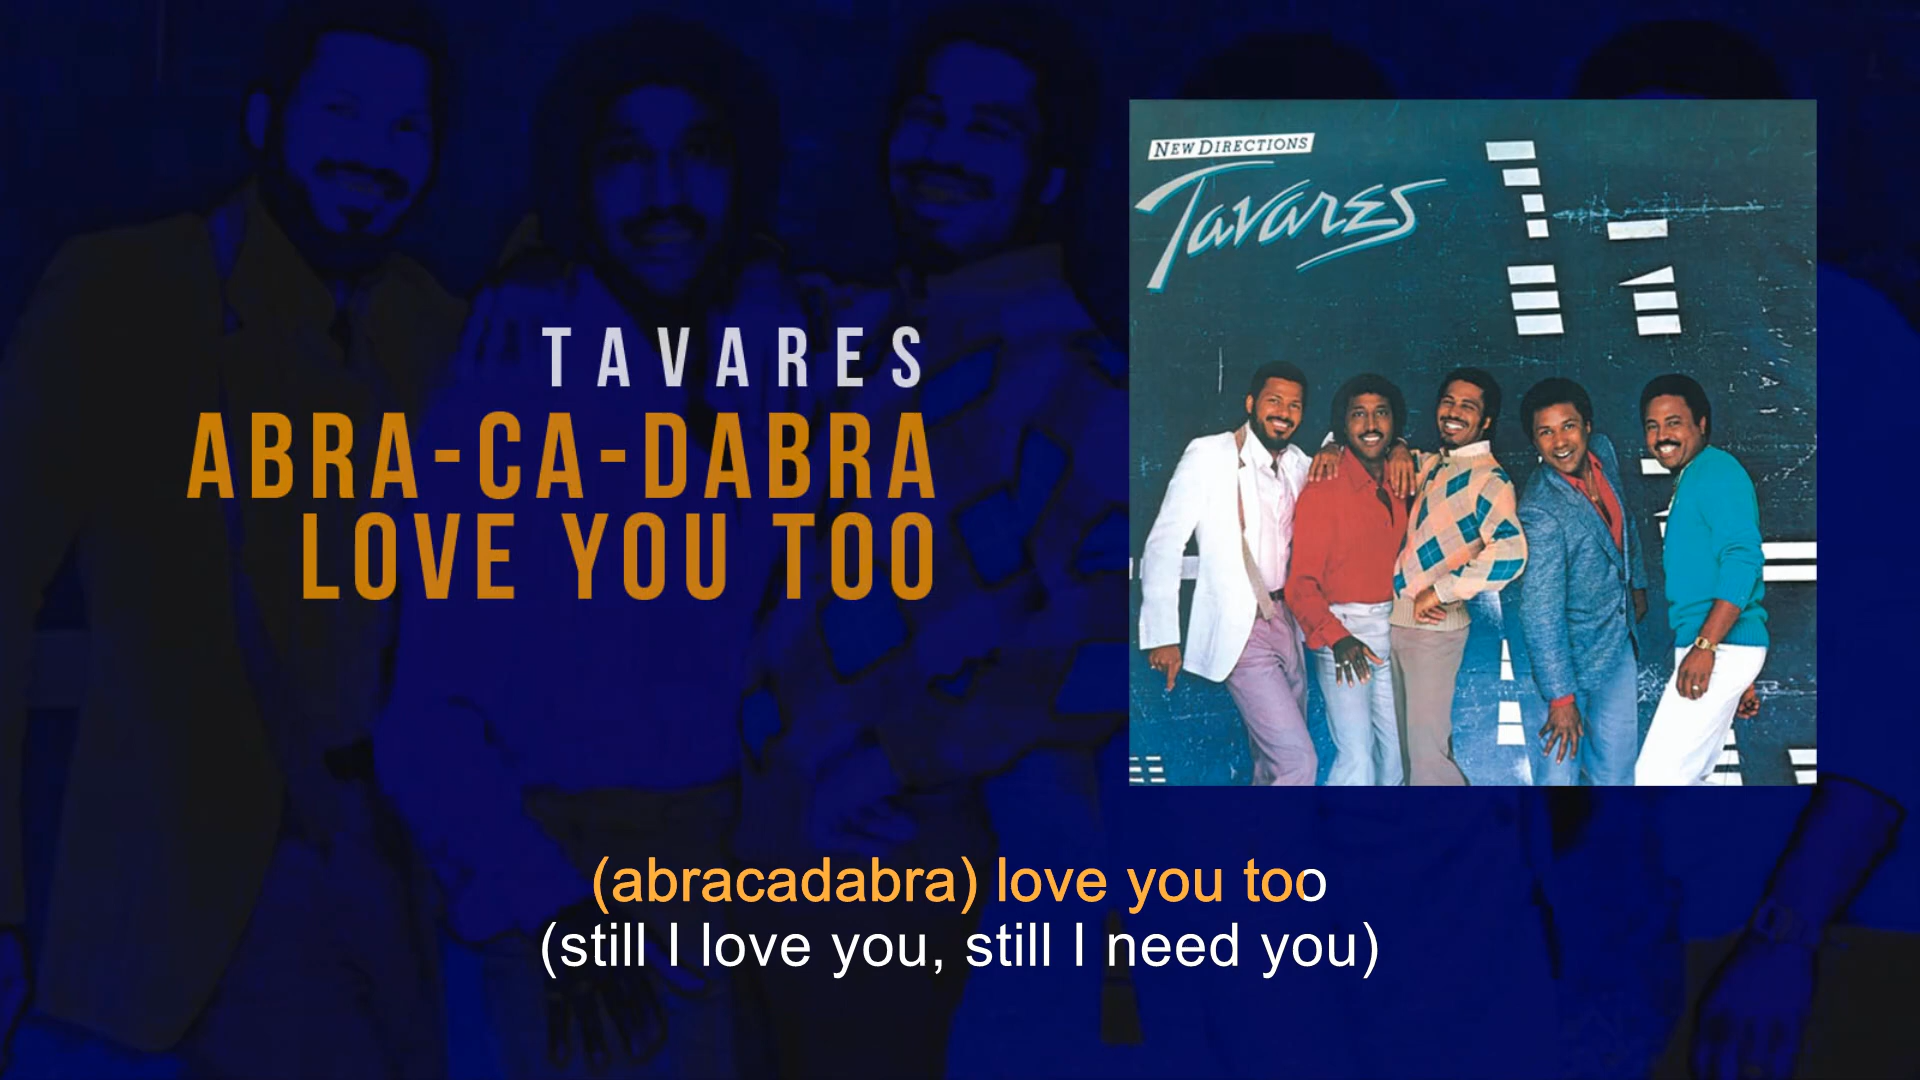 NEW DIRECTIONS
Tavares
TAVARES
ABRA-CA-DABRA
LOVE YOU TOO
(abracadabra) love you too
(still I love you, still I need you)